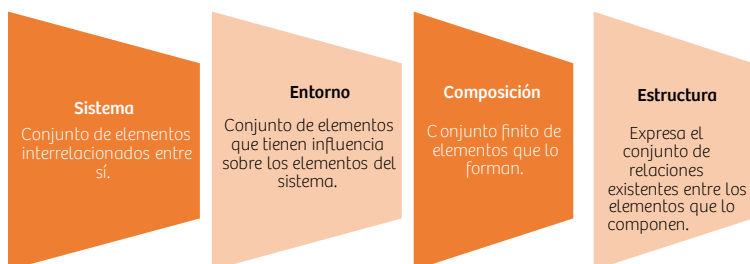 Sistema
Conjunto de elementos
interrelacionados entre
sí.
Entorno
Conjunto de elementos
que tienen influencia
sobre los elementos del
sistema.
Composición
C onjunto finito de
elementos que lo
forman.
Estructura
Expresa el
conjunto de
relaciones
existentes entre los
elementos que lo
componen.